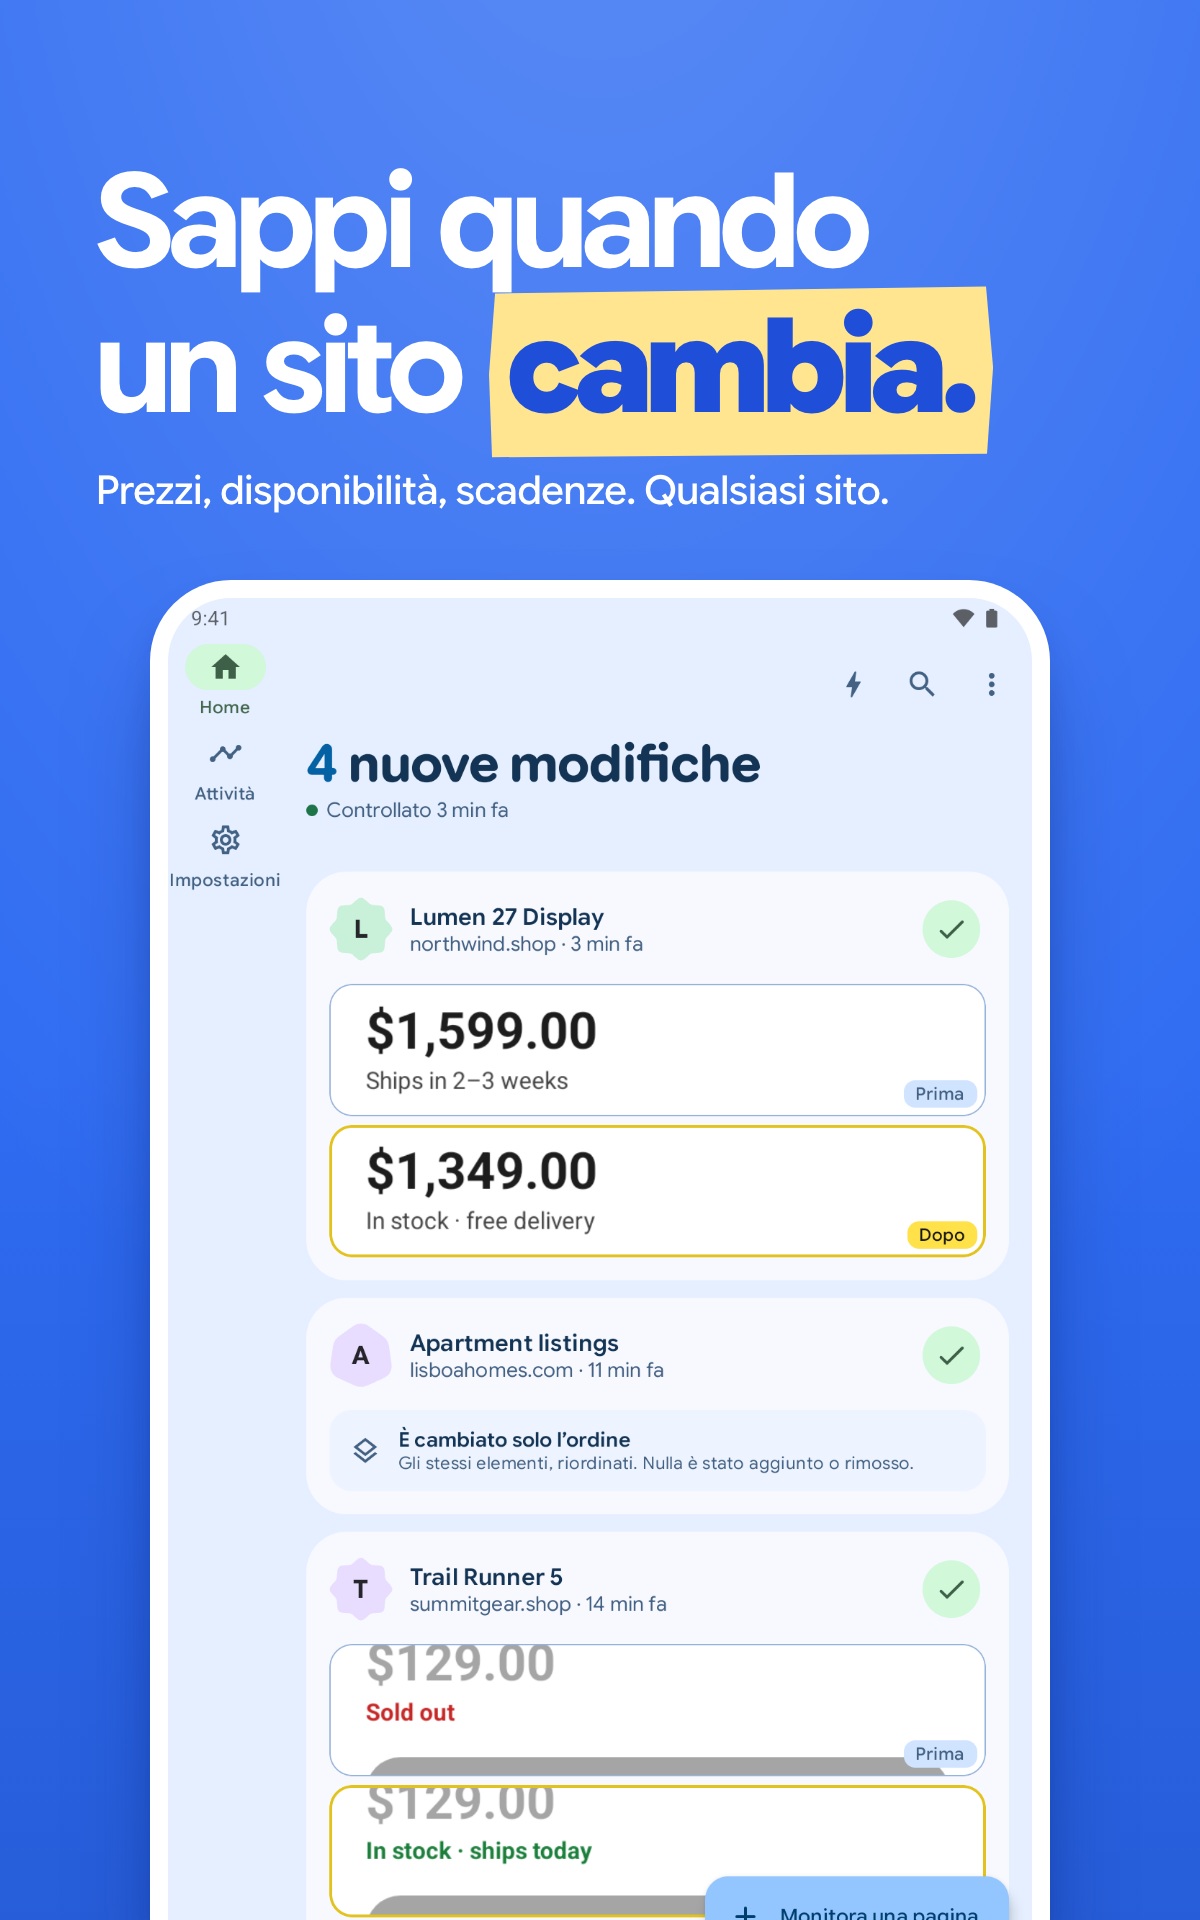 Sappi quando
un sito cambia.
Prezzi, disponibilità, scadenze. Qualsiasi sito.
9:41
Home
Attività
Impostazioni
4 nuove modifiche
Controllato 3 min fa
L
Lumen 27 Display
northwind.shop · 3 min fa
$1,599.00
Ships in 2–3 weeks
Prima
$1,349.00
In stock · free delivery
Dopo
A
Apartment listings
lisboahomes.com · 11 min fa
È cambiato solo l’ordine
Gli stessi elementi, riordinati. Nulla è stato aggiunto o rimosso.
T
Trail Runner 5
summitgear.shop · 14 min fa
$129.00
Sold out
Prima
$129.00
In stock · ships today
+ Monitora una pagina